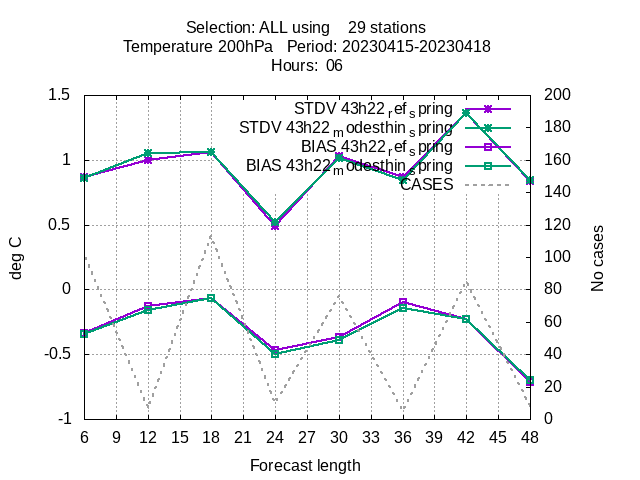 Selection: ALL using    29 stations
Temperature 200hPa   Period: 20230415-20230418
Hours:  06
STDV 43h22_ref_spring
STDV 43h22_modesthin_spring
BIAS 43h22_ref_spring
BIAS 43h22_modesthin_spring
CASES
1.5
1
0.5
0
-0.5
-1
deg C
200
180
160
140
120
100
80
60
40
20
0
No cases
6 9 12 15 18 21 24 27 30 33 36 39 42 45 48
Forecast length